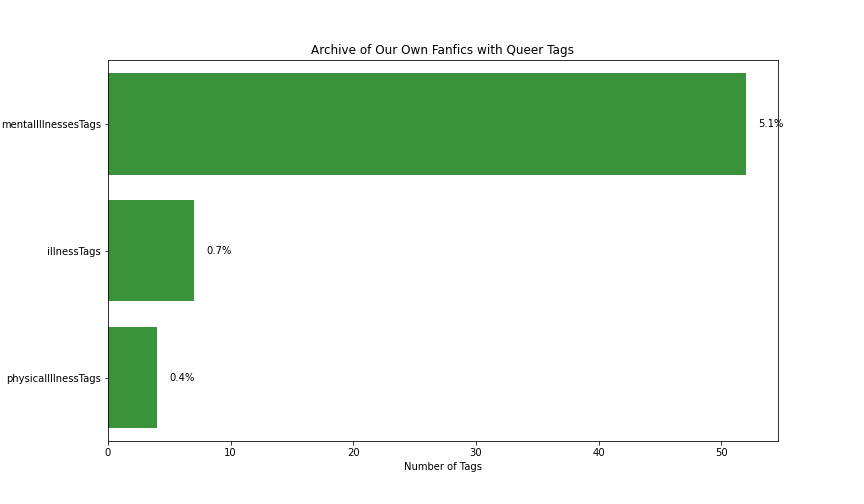 Archive of Our Own Fanfics with Queer Tags
mentalIllnessesTags
5.1%
illnessTags
0.7%
physicalIllnessTags
0.4%
0 10 20 30 40 50
Number of Tags